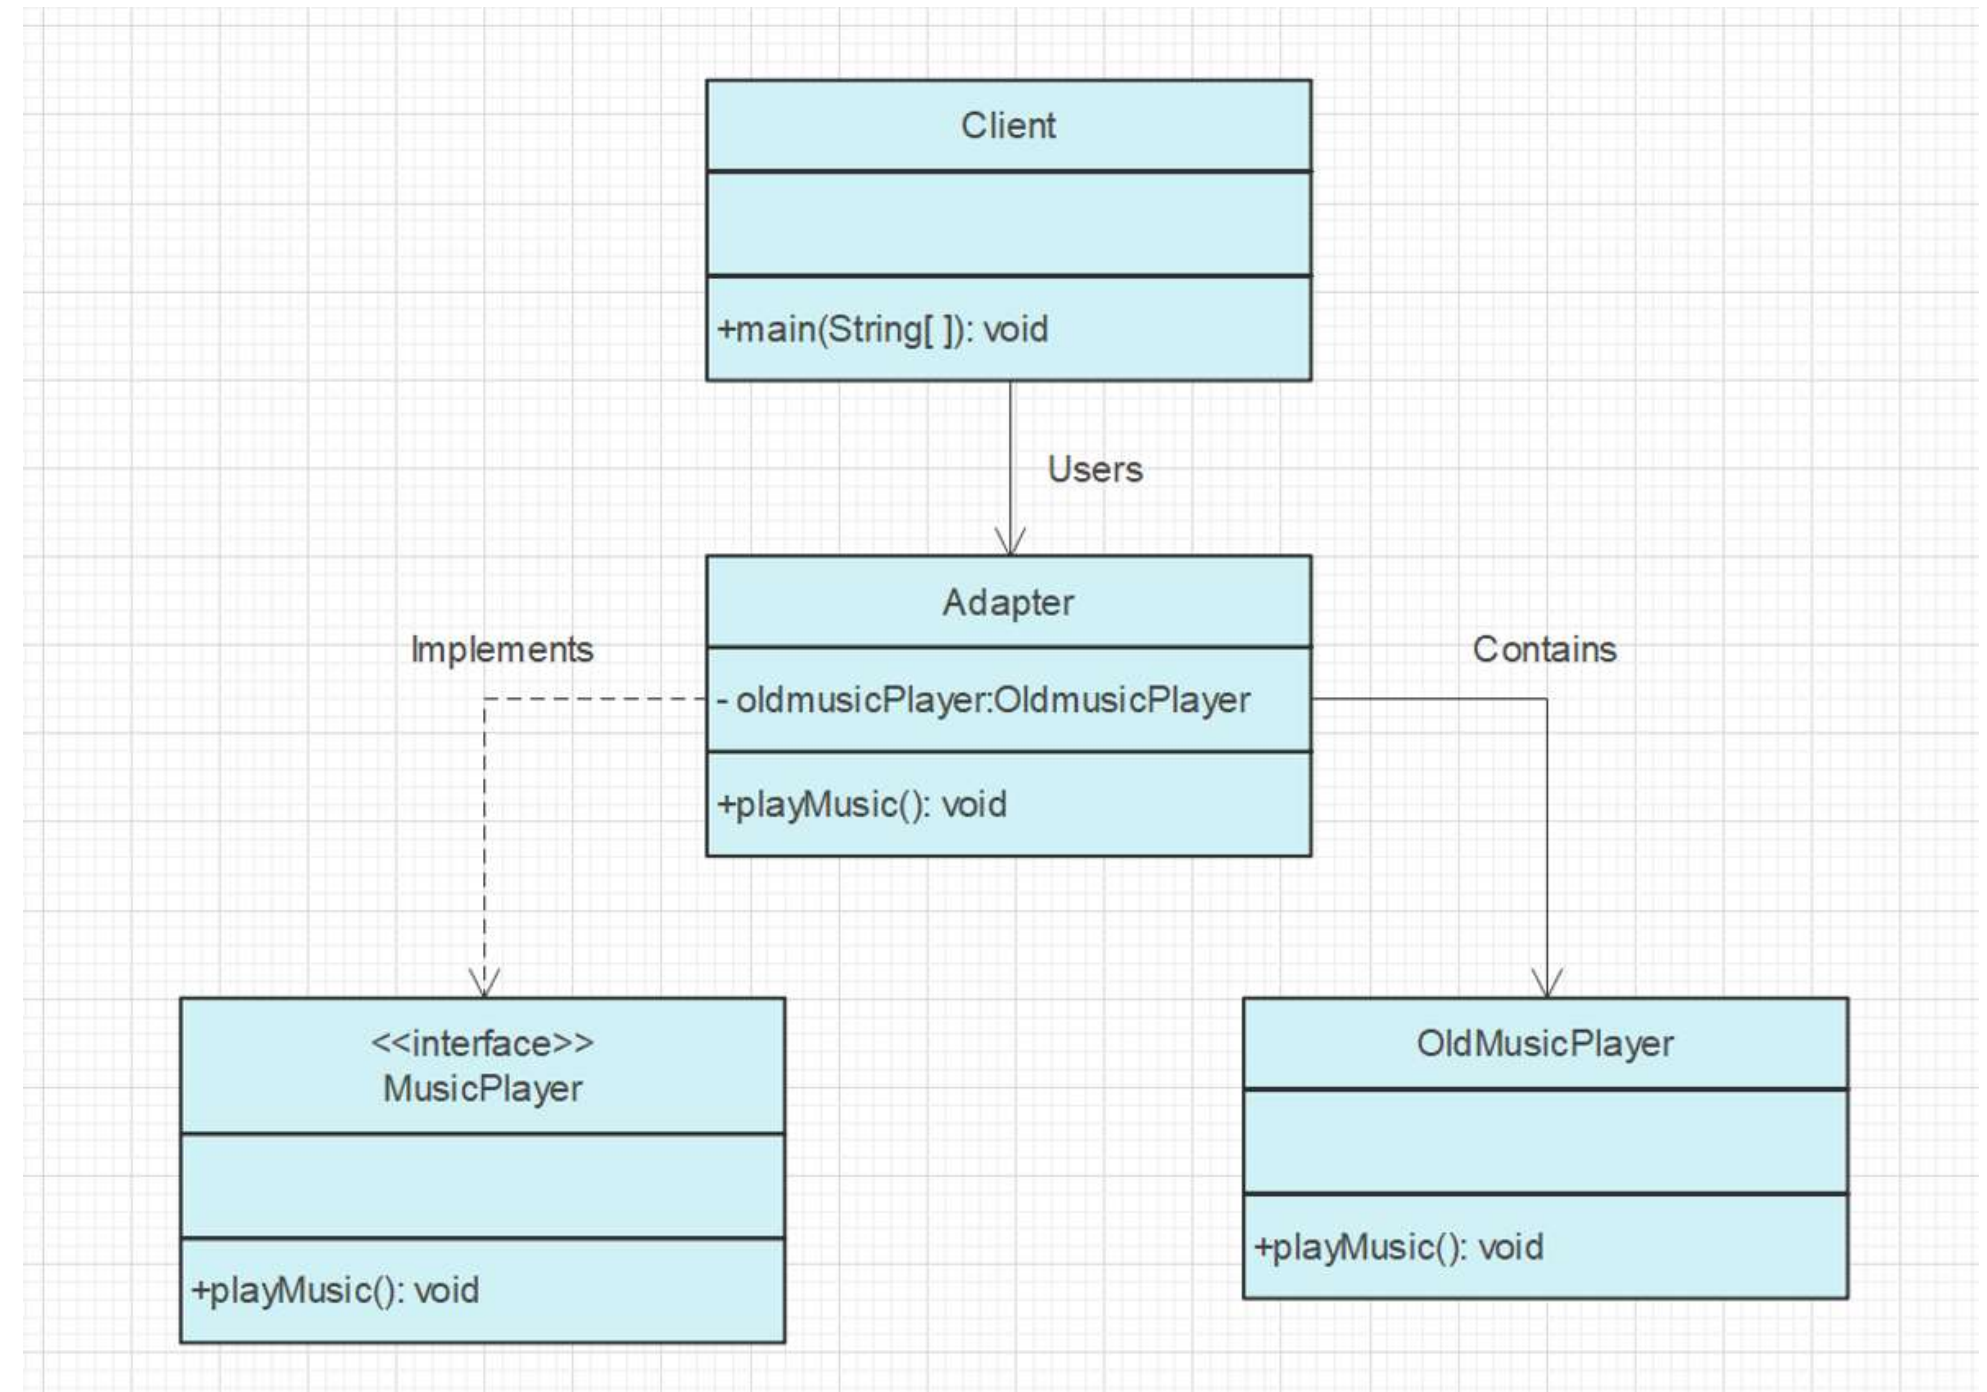 Client
+main(String[ ]): void
Users
Adapter
Implements
Contains
- oldmusicPlayer:OldmusicPlayer
+playMusic(): void
<<interface>>
MusicPlayer
+playMusic(): void
OldMusicPlayer
+playMusic(): void